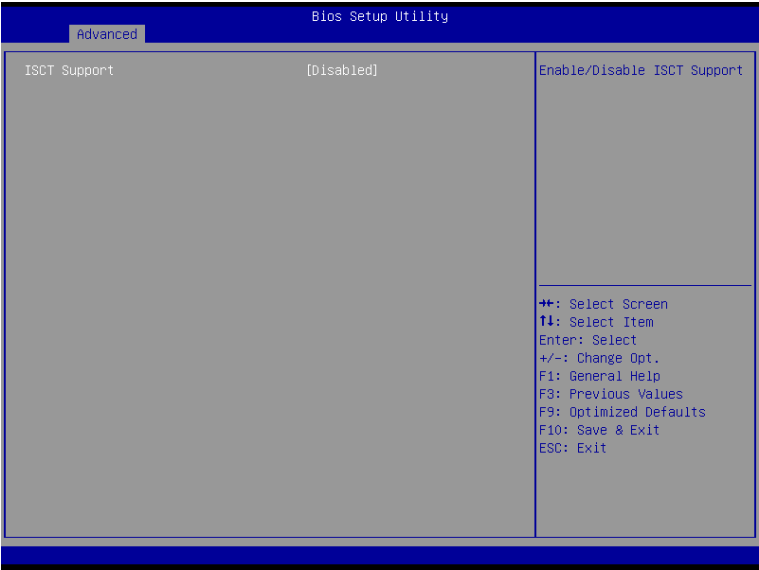 Bios Setup Utility
Advanced
ISCT Support [Disabled]
Enable/Disable ISCT Support
→←: Select Screen
↑↓: Select Item
Enter: Select
+/-: Change Opt.
F1: General Help
F3: Previous Values
F9: Optimized Defaults
F10: Save & Exit
ESC: Exit